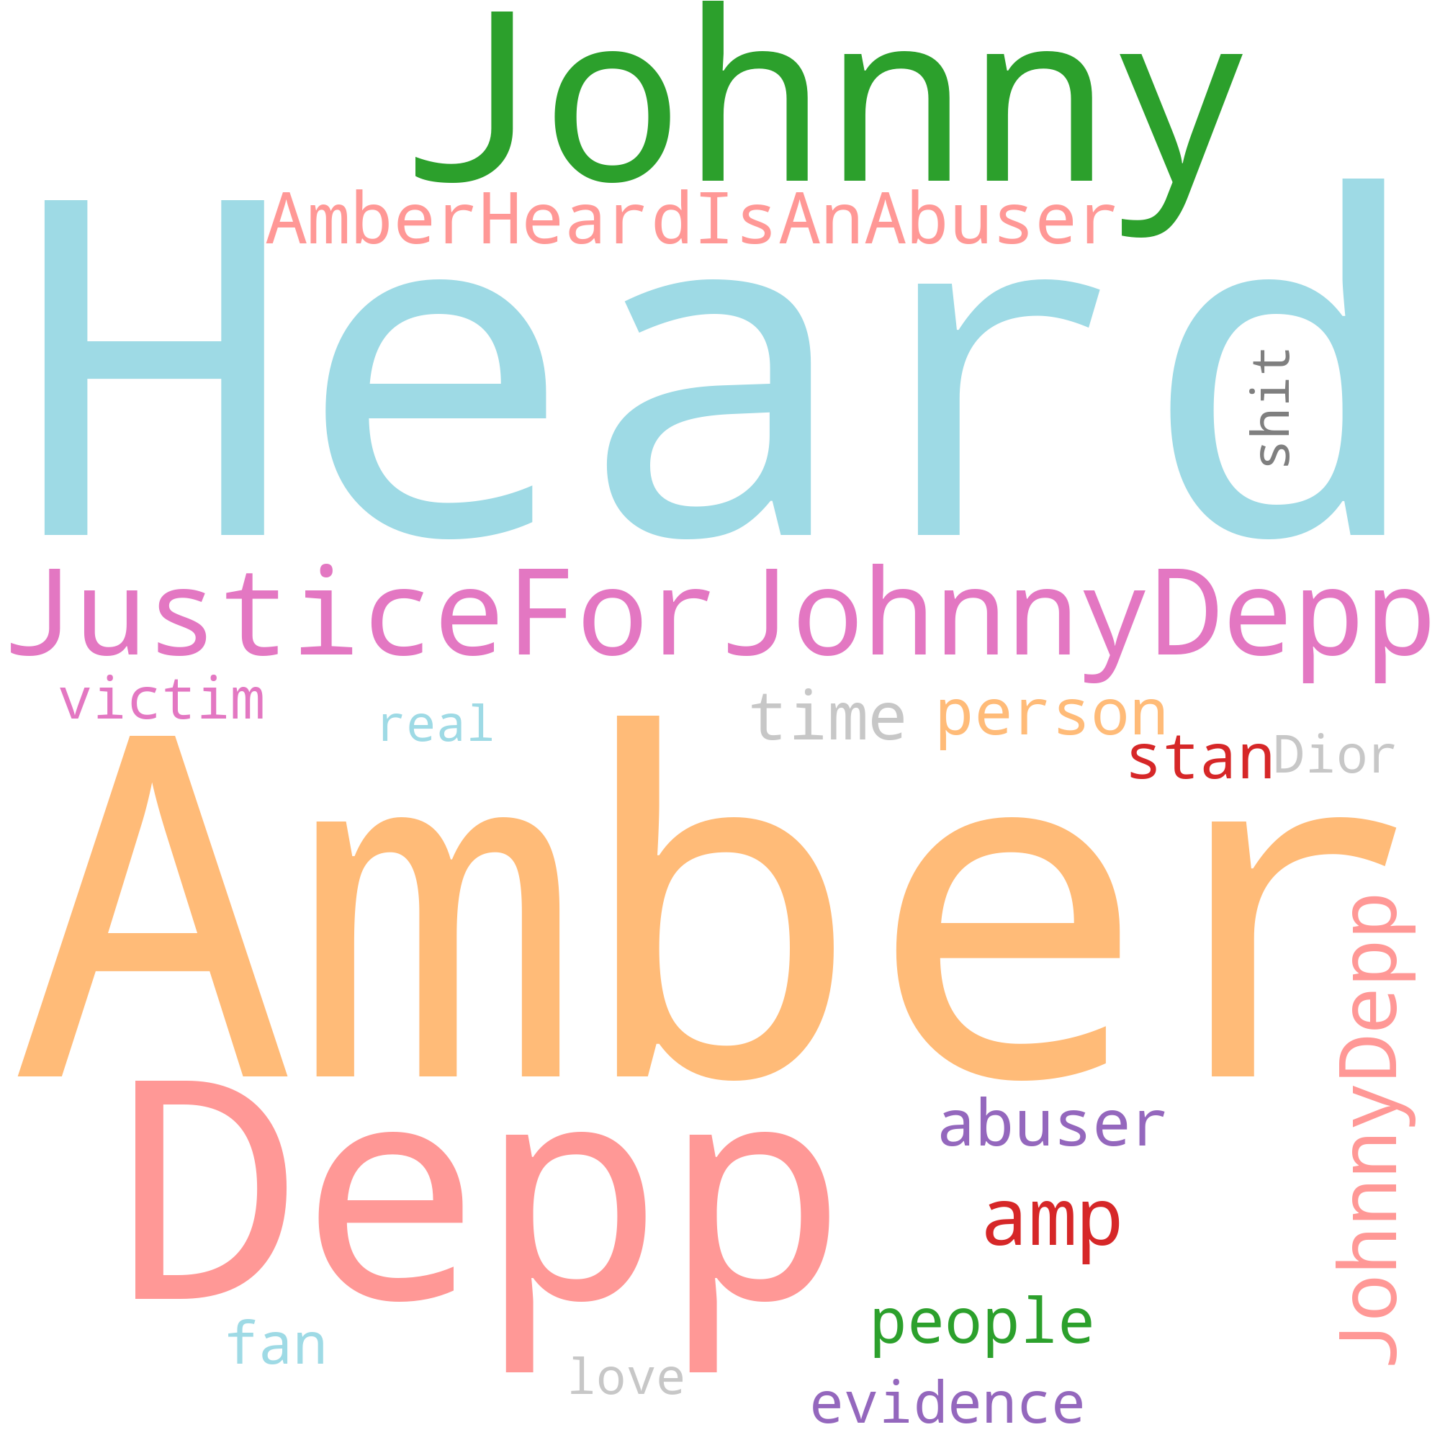 Johnny
AmberHeardIsAnAbuser
Heard
shit
JusticeForJohnnyDepp
victim
real
time
person
stan
Dior
Amber
JohnnyDepp
Depp
abuser
amp
people
fan
love
evidence